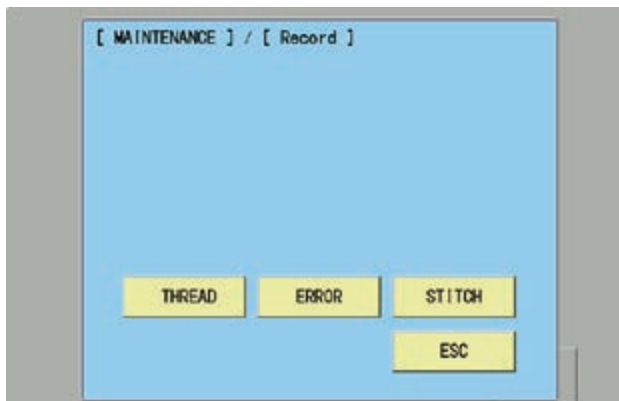 [ MAINTENANCE ] / [ Record ]
THREAD ERROR STITCH
ESC